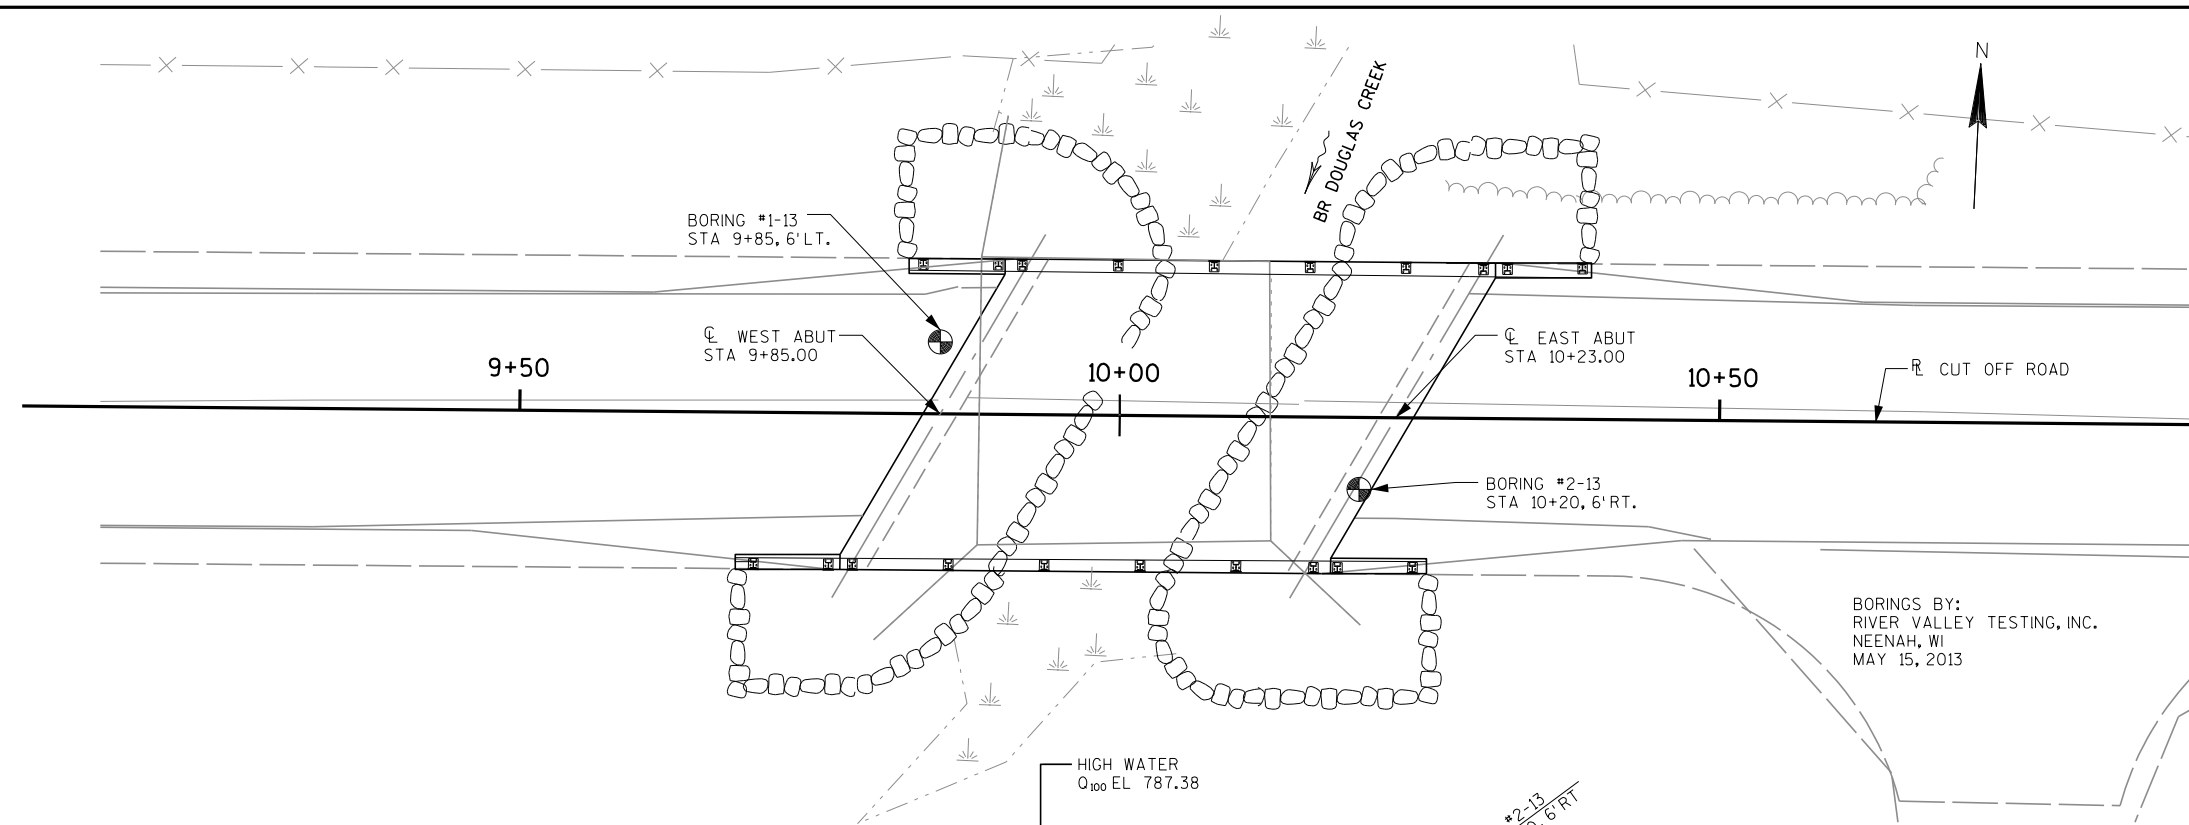 N
BR DOUGLAS CREEK
BORING #1-13
STA 9+85, 6' LT.
℄ WEST ABUT
STA 9+85.00
℄ EAST ABUT
STA 10+23.00
9+50
10+00
10+50
℞ CUT OFF ROAD
BORING #2-13
STA 10+20, 6' RT.
BORINGS BY:
RIVER VALLEY TESTING, INC.
NEENAH, WI
MAY 15, 2013
HIGH WATER
Q100 EL 787.38
#2-13
6' RT